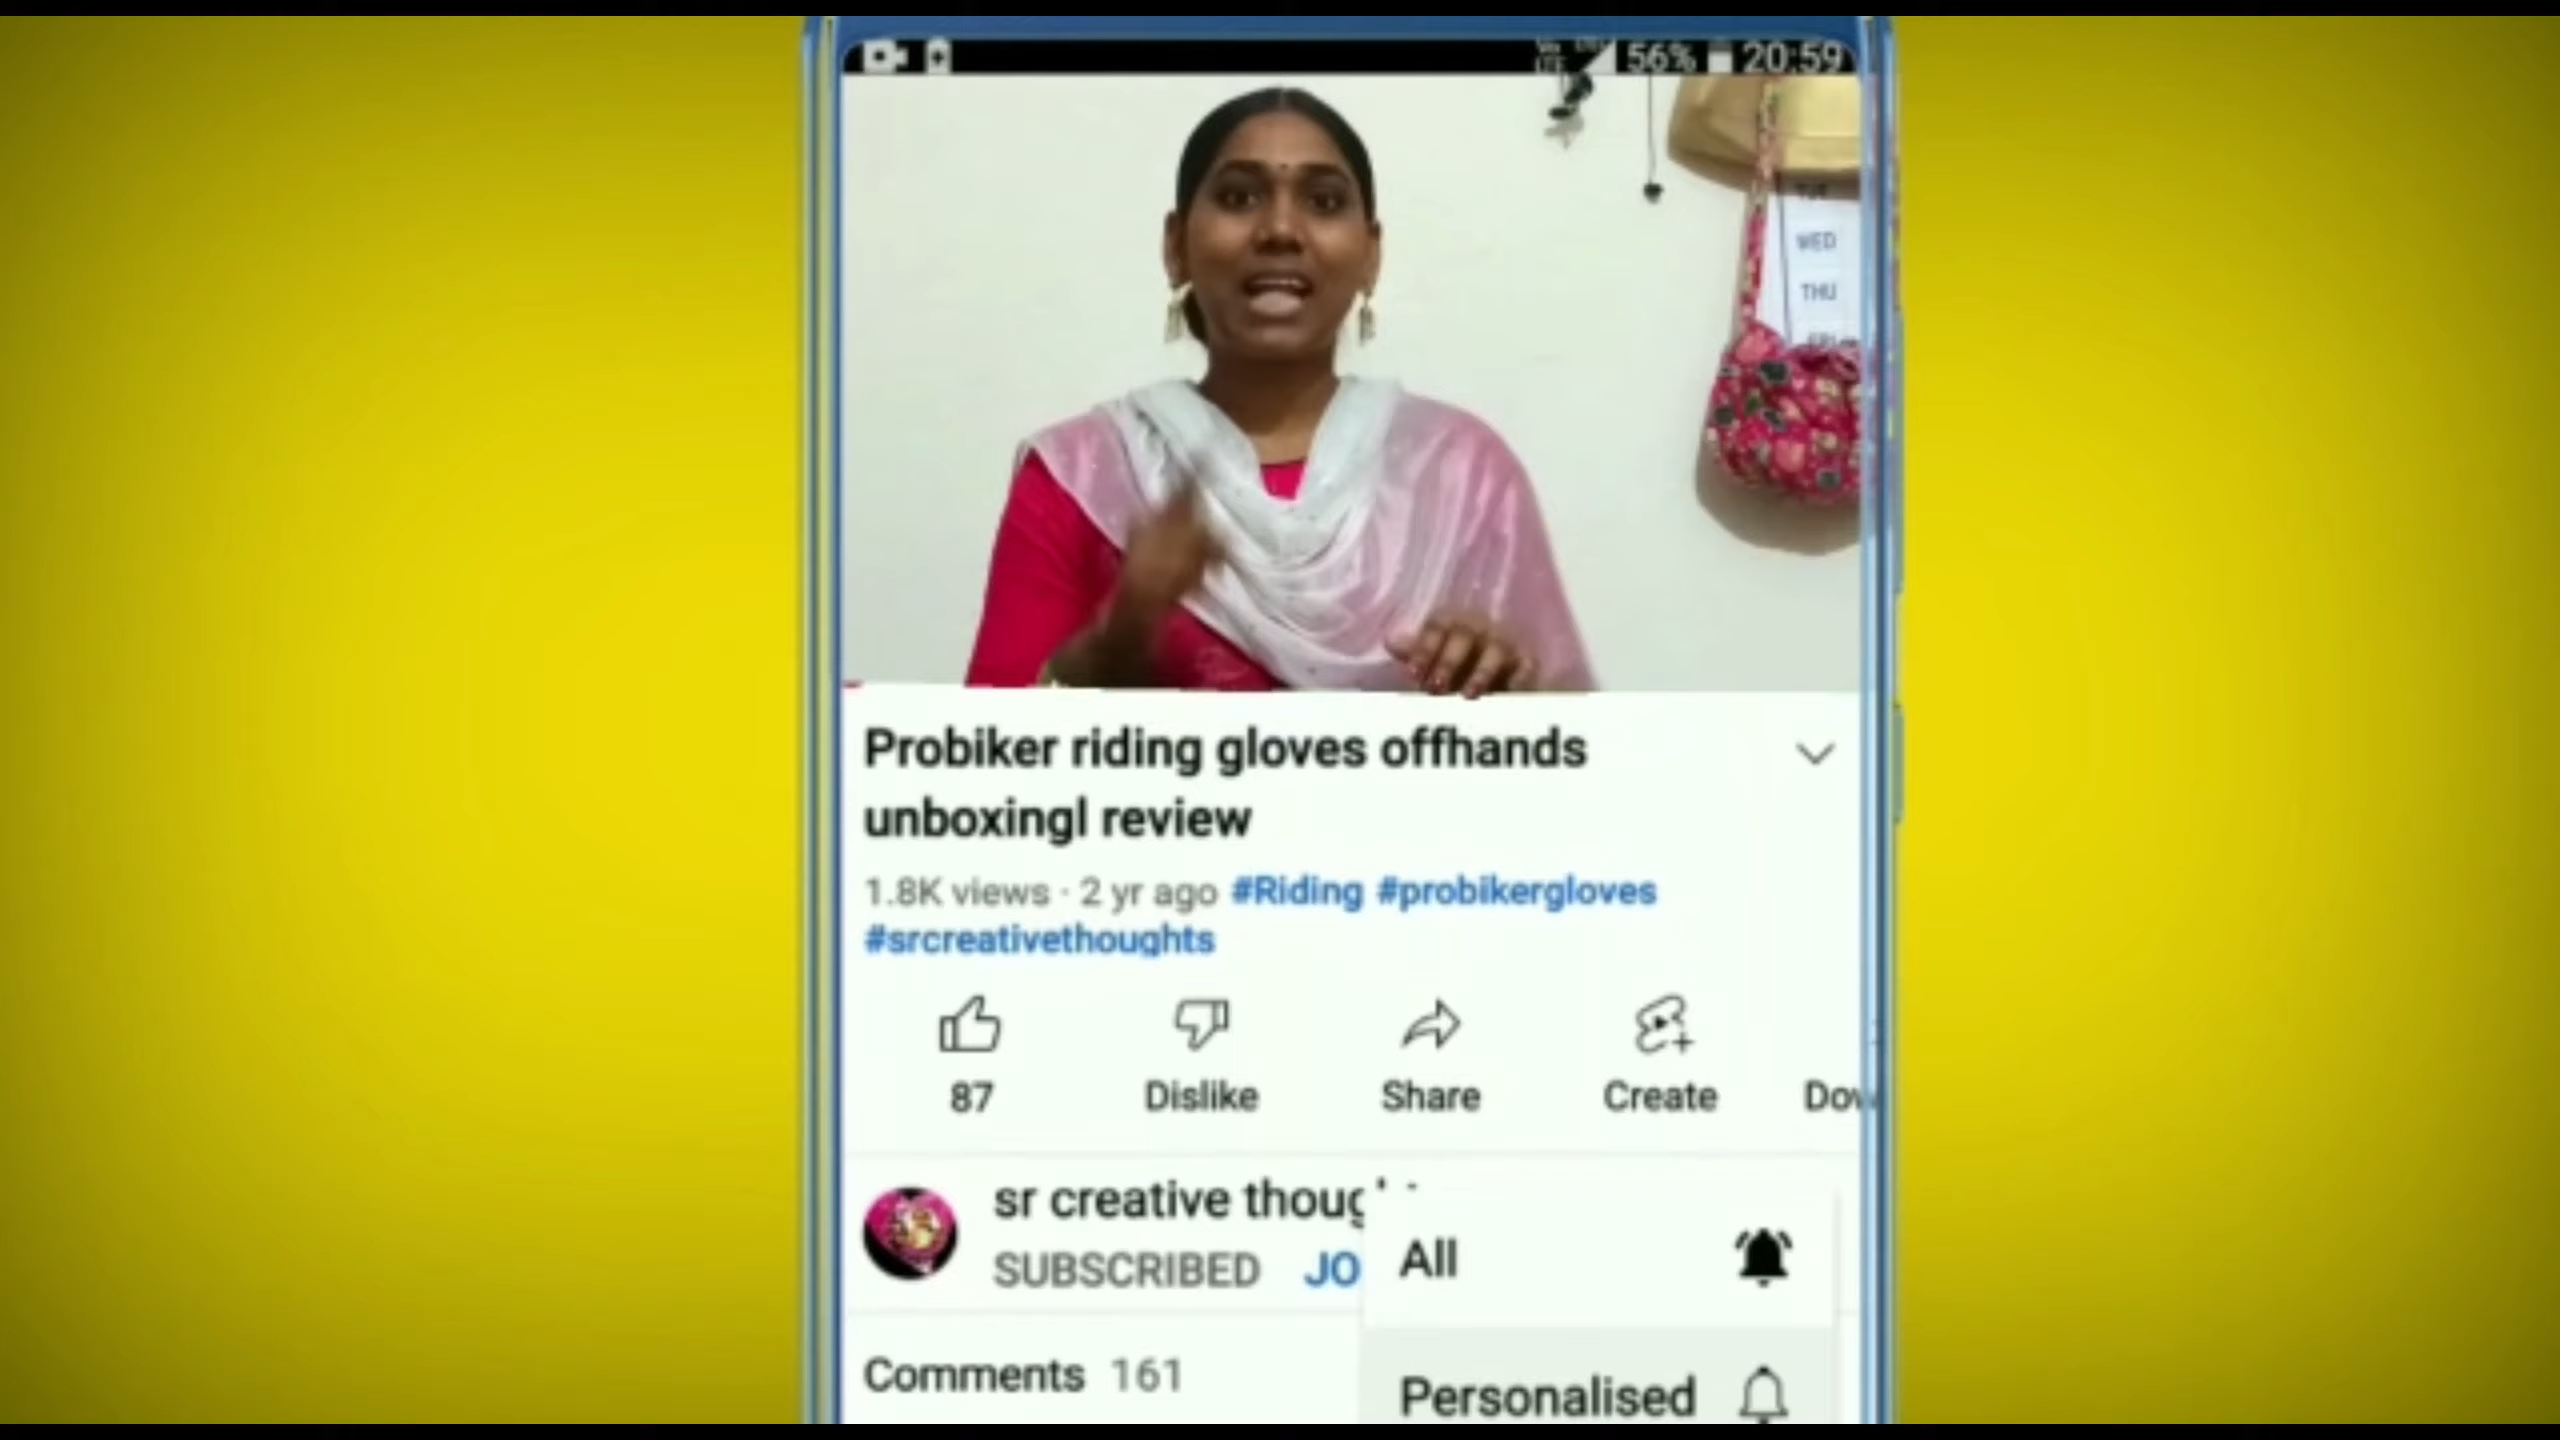 56% 20:59
WED
THU
Probiker riding gloves offhands
unboxingl review
1.8K views · 2 yr ago #Riding #probikergloves
#srcreativethoughts
87 Dislike Share Create
sr creative
SUBSCRIBED JO
All
Comments 161
Personalised